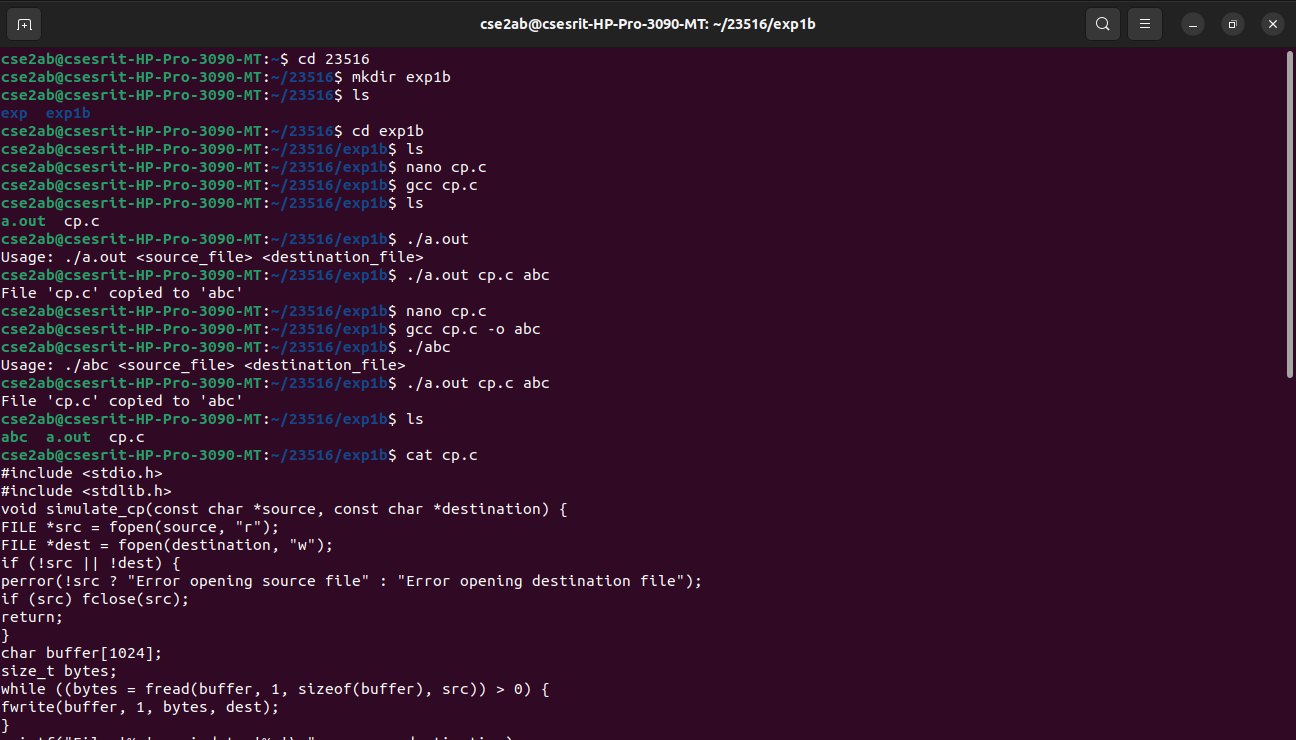 cse2ab@csesrit-HP-Pro-3090-MT: ~/23516/exp1b
cse2ab@csesrit-HP-Pro-3090-MT:~$ cd 23516
cse2ab@csesrit-HP-Pro-3090-MT:~/23516$ mkdir exp1b
cse2ab@csesrit-HP-Pro-3090-MT:~/23516$ ls
exp  exp1b
cse2ab@csesrit-HP-Pro-3090-MT:~/23516$ cd exp1b
cse2ab@csesrit-HP-Pro-3090-MT:~/23516/exp1b$ ls
cse2ab@csesrit-HP-Pro-3090-MT:~/23516/exp1b$ nano cp.c
cse2ab@csesrit-HP-Pro-3090-MT:~/23516/exp1b$ gcc cp.c
cse2ab@csesrit-HP-Pro-3090-MT:~/23516/exp1b$ ls
a.out  cp.c
cse2ab@csesrit-HP-Pro-3090-MT:~/23516/exp1b$ ./a.out
Usage: ./a.out <source_file> <destination_file>
cse2ab@csesrit-HP-Pro-3090-MT:~/23516/exp1b$ ./a.out cp.c abc
File 'cp.c' copied to 'abc'
cse2ab@csesrit-HP-Pro-3090-MT:~/23516/exp1b$ nano cp.c
cse2ab@csesrit-HP-Pro-3090-MT:~/23516/exp1b$ gcc cp.c -o abc
cse2ab@csesrit-HP-Pro-3090-MT:~/23516/exp1b$ ./abc
Usage: ./abc <source_file> <destination_file>
cse2ab@csesrit-HP-Pro-3090-MT:~/23516/exp1b$ ./a.out cp.c abc
File 'cp.c' copied to 'abc'
cse2ab@csesrit-HP-Pro-3090-MT:~/23516/exp1b$ ls
abc  a.out  cp.c
cse2ab@csesrit-HP-Pro-3090-MT:~/23516/exp1b$ cat cp.c
#include <stdio.h>
#include <stdlib.h>
void simulate_cp(const char *source, const char *destination) {
FILE *src = fopen(source, "r");
FILE *dest = fopen(destination, "w");
if (!src || !dest) {
perror(!src ? "Error opening source file" : "Error opening destination file");
if (src) fclose(src);
return;
}
char buffer[1024];
size_t bytes;
while ((bytes = fread(buffer, 1, sizeof(buffer), src)) > 0) {
fwrite(buffer, 1, bytes, dest);
}